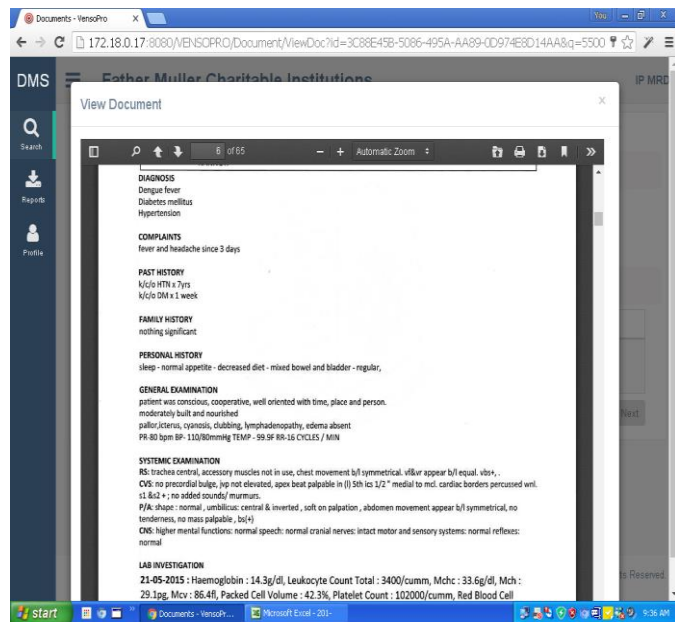 Documents - VensoPro
You
172.18.0.17:8080/VENSOPRO/Document/ViewDoc?id=3C88E45B-5086-495A-AA89-0D974E8D14AA&q=5500
DMS
Father Muller Charitable Institutions
IP MRD
View Document
Search
Reports
Profile
6 of 65
Automatic Zoom
DIAGNOSIS
Dengue fever
Diabetes mellitus
Hypertension
COMPLAINTS
fever and headache since 3 days
PAST HISTORY
k/c/o HTN x 7yrs
k/c/o DM x 1 week
FAMILY HISTORY
nothing significant
PERSONAL HISTORY
sleep - normal appetite - decreased diet - mixed bowel and bladder - regular,
GENERAL EXAMINATION
patient was conscious, cooperative, well oriented with time, place and person.
moderately built and nourished
pallor,icterus, cyanosis, clubbing, lymphadenopathy, edema absent
PR-80 bpm BP- 110/80mmHg TEMP - 99.9F RR-16 CYCLES / MIN
SYSTEMIC EXAMINATION
RS: trachea central, accessory muscles not in use, chest movement b/l symmetrical. vf&vr appear b/l equal. vbs+, .
CVS: no precordial bulge, jvp not elevated, apex beat palpable in (l) 5th ics 1/2 " medial to mcl. cardiac borders percussed wnl.
s1 &s2 + ; no added sounds/ murmurs.
P/A: shape : normal , umbilicus: central & inverted , soft on palpation , abdomen movement appear b/l symmetrical, no
tenderness, no mass palpable , bs(+)
CNS: higher mental functions: normal speech: normal cranial nerves: intact motor and sensory systems: normal reflexes:
normal
LAB INVESTIGATION
21-05-2015 : Haemoglobin : 14.3g/dl, Leukocyte Count Total : 3400/cumm, Mchc : 33.6g/dl, Mch :
29.1pg, Mcv : 86.4fl, Packed Cell Volume : 42.3%, Platelet Count : 102000/cumm, Red Blood Cell
Next
ts Reserved.
start
Documents - VensoPr...
Microsoft Excel - 201-
9:36 AM